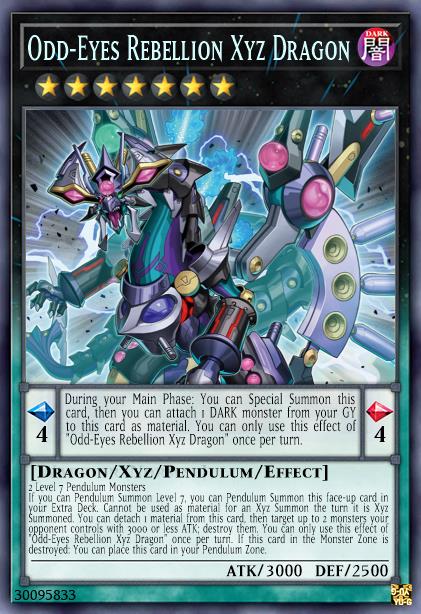 ODD-EYES REBELLION XYZ DRAGON
DARK
闇
During your Main Phase: You can Special Summon this
card, then you can attach 1 DARK monster from your GY
to this card as material. You can only use this effect of
"Odd-Eyes Rebellion Xyz Dragon" once per turn.
4
4
[DRAGON/XYZ/PENDULUM/EFFECT]
2 Level 7 Pendulum Monsters
If you can Pendulum Summon Level 7, you can Pendulum Summon this face-up card in
your Extra Deck. Cannot be used as material for an Xyz Summon the turn it is Xyz
Summoned. You can detach 1 material from this card, then target up to 2 monsters your
opponent controls with 3000 or less ATK; destroy them. You can only use this effect of
"Odd-Eyes Rebellion Xyz Dragon" once per turn. If this card in the Monster Zone is
destroyed: You can place this card in your Pendulum Zone.
ATK/3000 DEF/2500
30095833